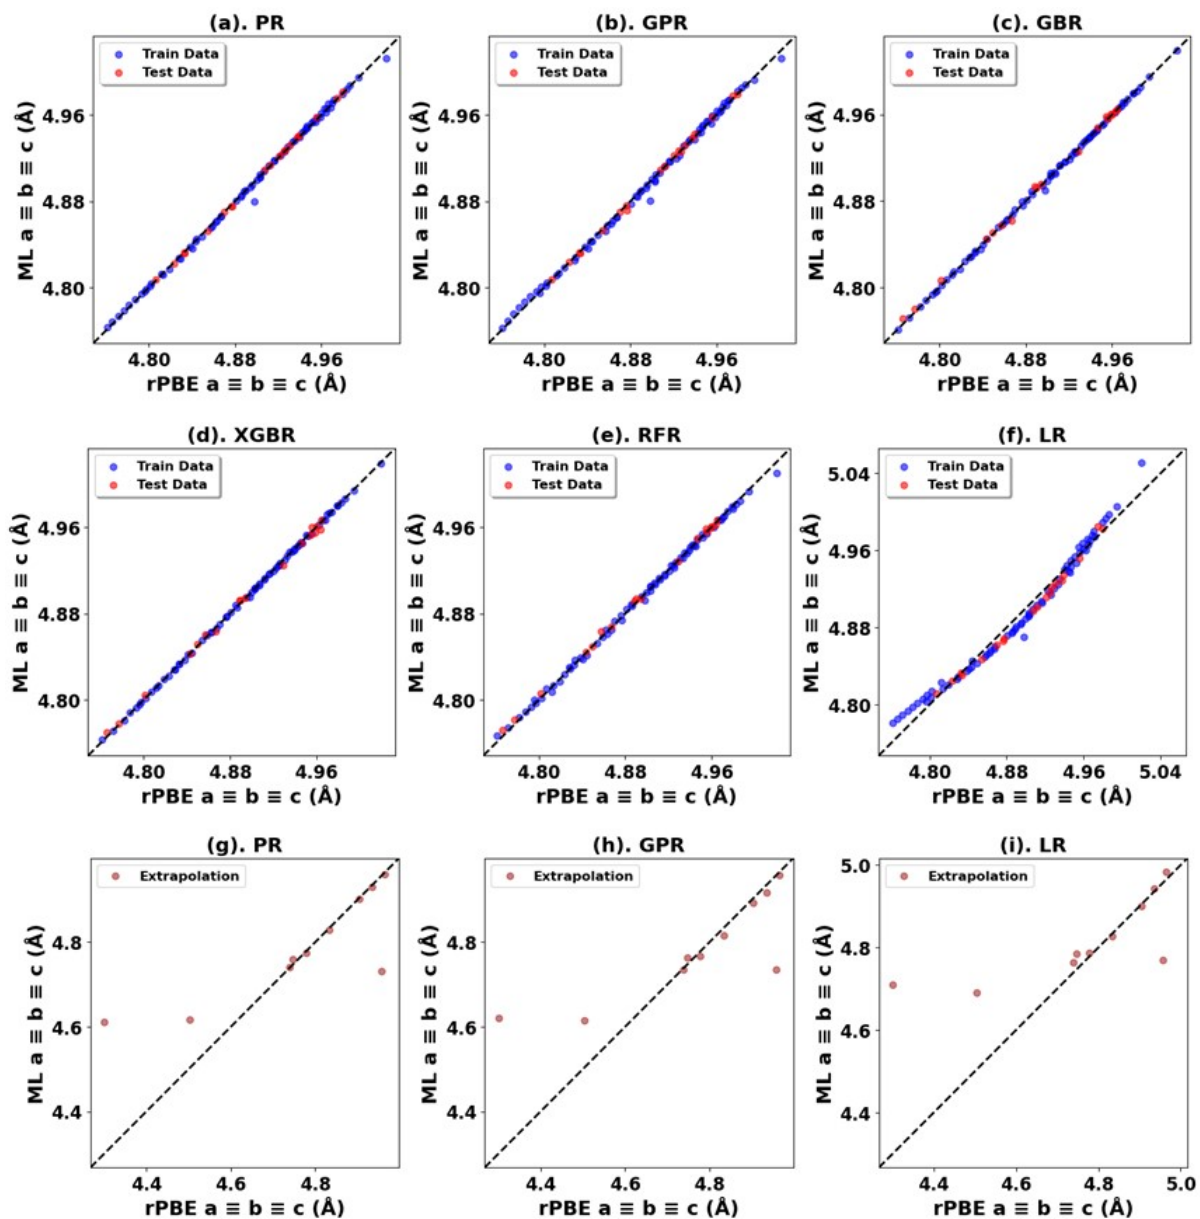 (a). PR
(b). GPR
(c). GBR
Train Data
Test Data
Train Data
Test Data
Train Data
Test Data
ML a ≡ b ≡ c (Å)
4.96
4.88
4.80
ML a ≡ b ≡ c (Å)
4.96
4.88
4.80
ML a ≡ b ≡ c (Å)
4.96
4.88
4.80
4.80 4.88 4.96
4.80 4.88 4.96
4.80 4.88 4.96
rPBE a ≡ b ≡ c (Å)
rPBE a ≡ b ≡ c (Å)
rPBE a ≡ b ≡ c (Å)
(d). XGBR
(e). RFR
(f). LR
Train Data
Test Data
Train Data
Test Data
Train Data
Test Data
ML a ≡ b ≡ c (Å)
4.96
4.88
4.80
ML a ≡ b ≡ c (Å)
4.96
4.88
4.80
ML a ≡ b ≡ c (Å)
5.04
4.96
4.88
4.80
4.80 4.88 4.96
4.80 4.88 4.96
4.80 4.88 4.96 5.04
rPBE a ≡ b ≡ c (Å)
rPBE a ≡ b ≡ c (Å)
rPBE a ≡ b ≡ c (Å)
(g). PR
(h). GPR
(i). LR
Extrapolation
Extrapolation
Extrapolation
ML a ≡ b ≡ c (Å)
4.8
4.6
4.4
ML a ≡ b ≡ c (Å)
4.8
4.6
4.4
ML a ≡ b ≡ c (Å)
5.0
4.8
4.6
4.4
4.4 4.6 4.8
4.4 4.6 4.8
4.4 4.6 4.8 5.0
rPBE a ≡ b ≡ c (Å)
rPBE a ≡ b ≡ c (Å)
rPBE a ≡ b ≡ c (Å)